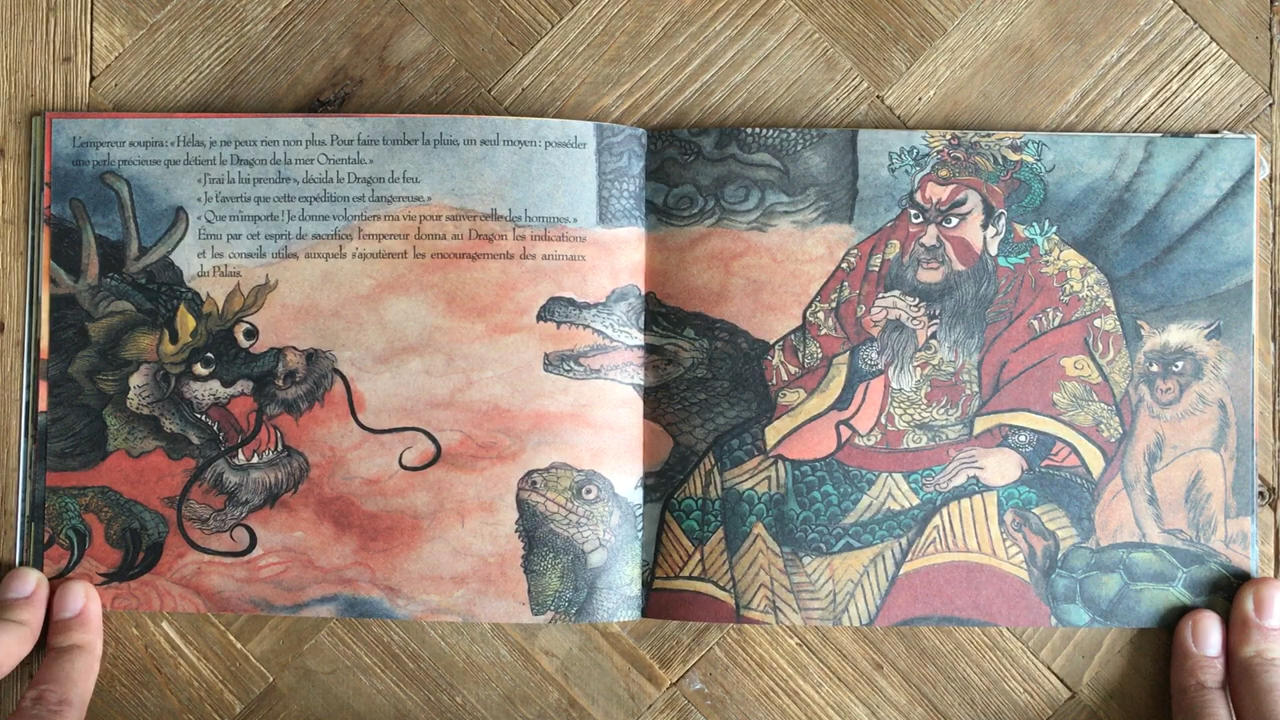 L'empereur soupira : « Hélas, je ne peux rien non plus. Pour faire tomber la pluie, un seul moyen : posséder
une perle précieuse que détient le Dragon de la mer Orientale. »
« J'irai la lui prendre », décida le Dragon de feu.
« Je t'avertis que cette expédition est dangereuse. »
« Que m'importe ! Je donne volontiers ma vie pour sauver celle des hommes. »
Ému par cet esprit de sacrifice, l'empereur donna au Dragon les indications
et les conseils utiles, auxquels s'ajoutèrent les encouragements des animaux
du Palais.